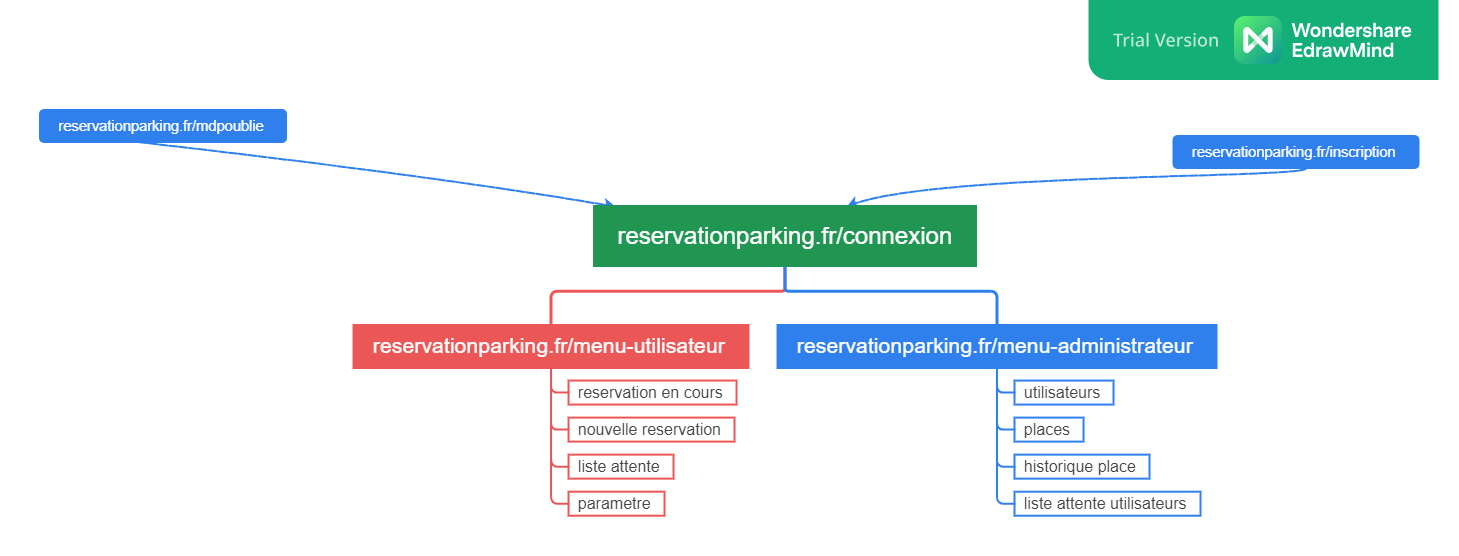 Trial Version
Wondershare
EdrawMind
reservationparking.fr/mdpoublie
reservationparking.fr/inscription
reservationparking.fr/connexion
reservationparking.fr/menu-utilisateur
reservation en cours
nouvelle reservation
liste attente
parametre
reservationparking.fr/menu-administrateur
utilisateurs
places
historique place
liste attente utilisateurs